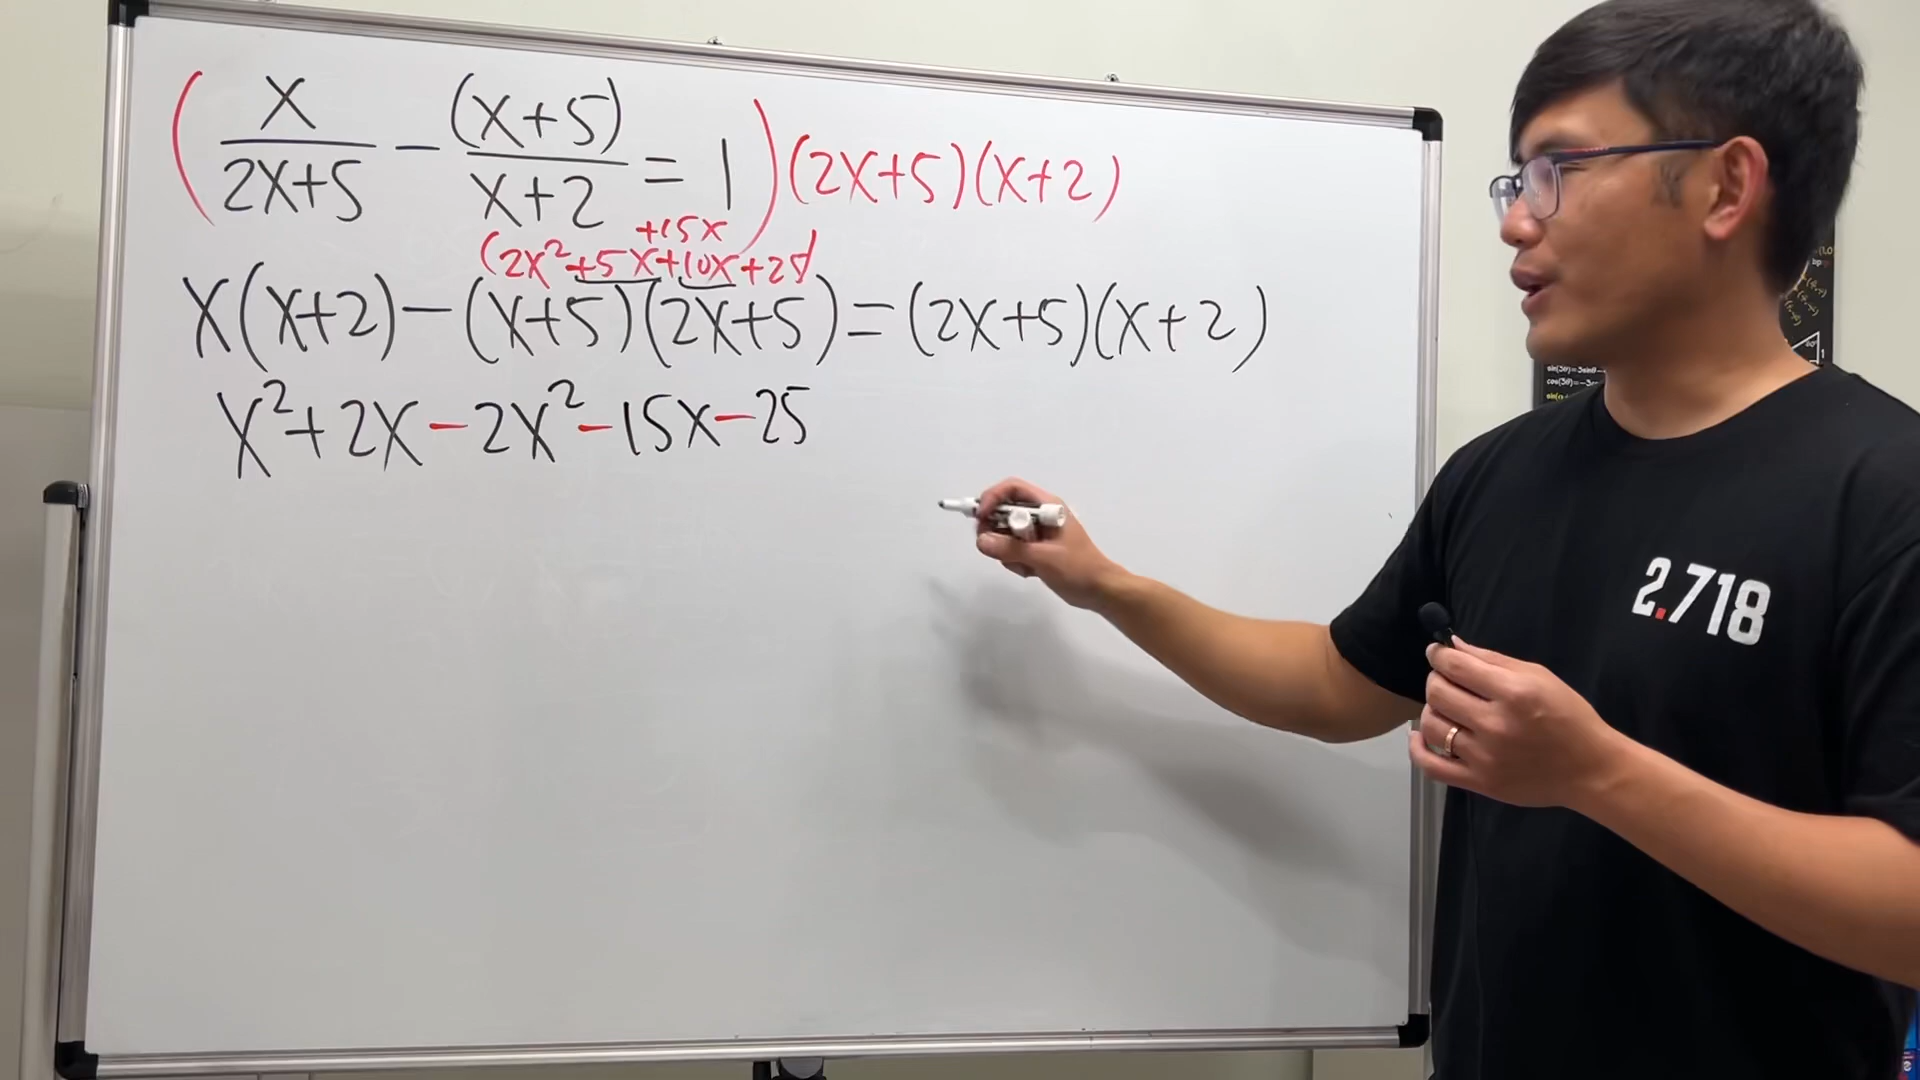 (x/(2x+5) - (x+5)/(x+2) = 1)(2x+5)(x+2)
+15x
(2x²+5x+10x+25)
x(x+2)-(x+5)(2x+5)=(2x+5)(x+2)
x²+2x-2x²-15x-25
2.718